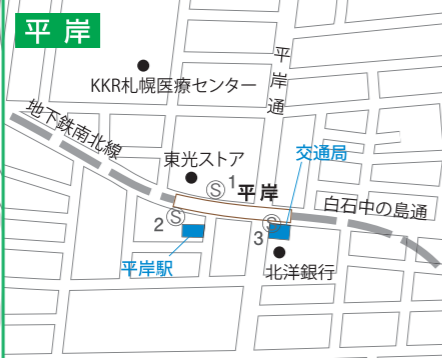 平岸
平岸通
KKR札幌医療センター
地下鉄南北線
交通局
東光ストア
Ⓢ 1
平岸
白石中の島通
Ⓢ
2
Ⓢ
3
平岸駅
北洋銀行